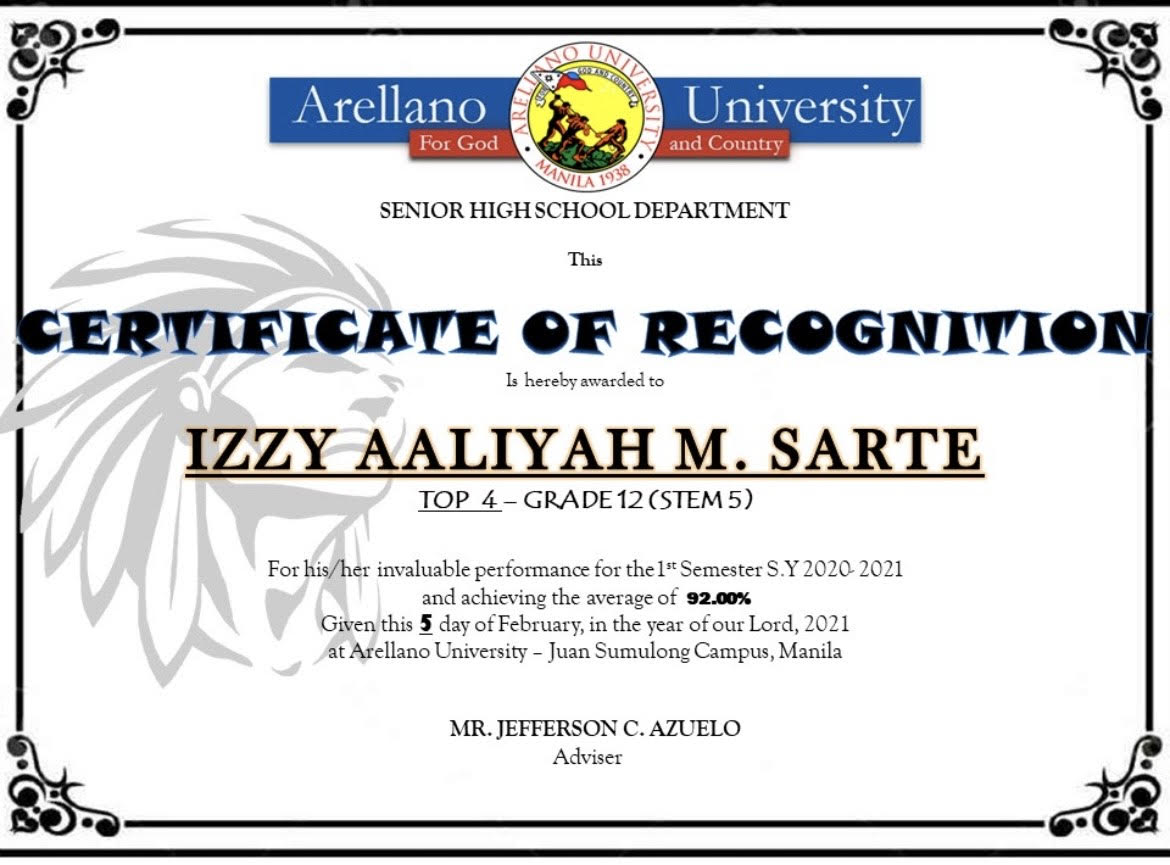 Arellano University
For God and Country
ARELLANO UNIVERSITY
GOD AND COUNTRY
MANILA 1938
SENIOR HIGH SCHOOL DEPARTMENT
This
CERTIFICATE OF RECOGNITION
Is hereby awarded to
IZZY AALIYAH M. SARTE
TOP 4 – GRADE 12 (STEM 5)
For his/her invaluable performance for the 1st Semester S.Y 2020-2021
and achieving the average of 92.00%
Given this 5 day of February, in the year of our Lord, 2021
at Arellano University – Juan Sumulong Campus, Manila
MR. JEFFERSON C. AZUELO
Adviser